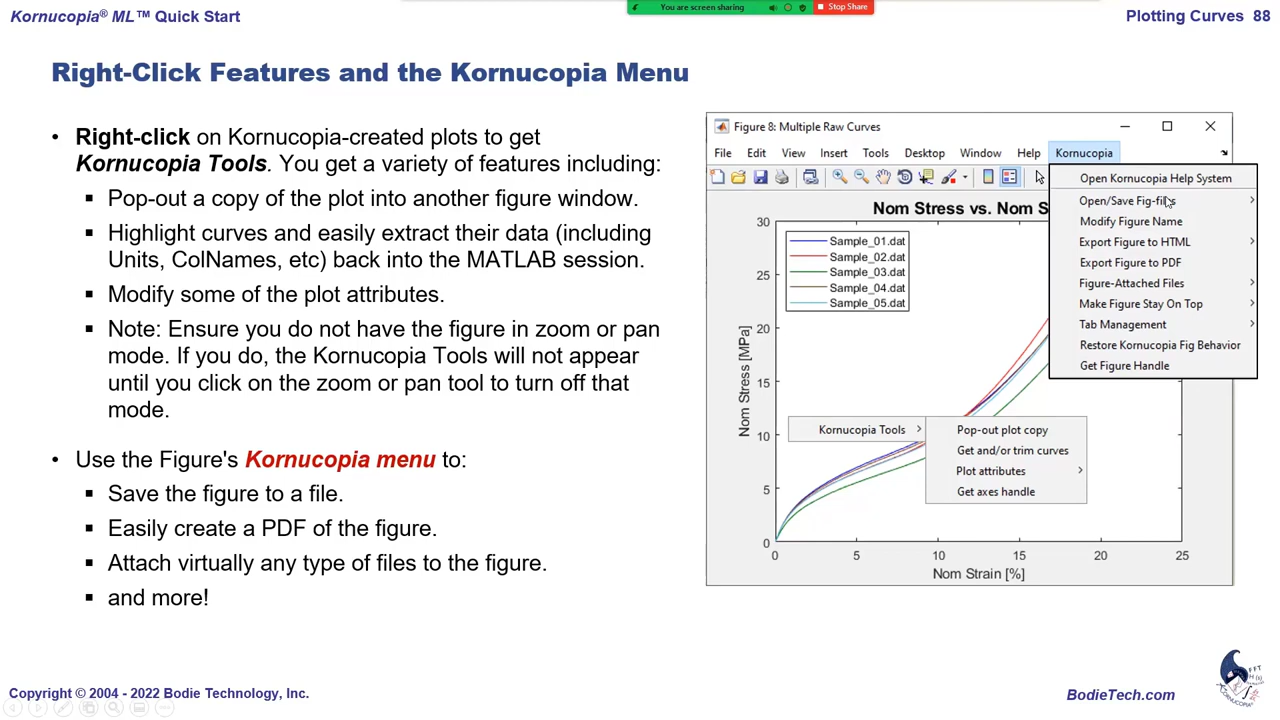 Kornucopia® ML™ Quick Start
You are screen sharing
Stop Share
Plotting Curves 88
Right-Click Features and the Kornucopia Menu
• Right-click on Kornucopia-created plots to get
Kornucopia Tools. You get a variety of features including:
▪ Pop-out a copy of the plot into another figure window.
▪ Highlight curves and easily extract their data (including
Units, ColNames, etc) back into the MATLAB session.
▪ Modify some of the plot attributes.
▪ Note: Ensure you do not have the figure in zoom or pan
mode. If you do, the Kornucopia Tools will not appear
until you click on the zoom or pan tool to turn off that
mode.
• Use the Figure's Kornucopia menu to:
▪ Save the figure to a file.
▪ Easily create a PDF of the figure.
▪ Attach virtually any type of files to the figure.
▪ and more!
Figure 8: Multiple Raw Curves
File Edit View Insert Tools Desktop Window Help Kornucopia
Open Kornucopia Help System
Open/Save Fig-files
Modify Figure Name
Export Figure to HTML
Export Figure to PDF
Figure-Attached Files
Make Figure Stay On Top
Tab Management
Restore Kornucopia Fig Behavior
Get Figure Handle
Nom Stress vs. Nom S
Sample_01.dat
Sample_02.dat
Sample_03.dat
Sample_04.dat
Sample_05.dat
30
25
20
15
10
5
0
Nom Stress [MPa]
Kornucopia Tools
Pop-out plot copy
Get and/or trim curves
Plot attributes
Get axes handle
0 5 10 15 20 25
Nom Strain [%]
Copyright © 2004 - 2022 Bodie Technology, Inc.
BodieTech.com
KORNUCOPIA